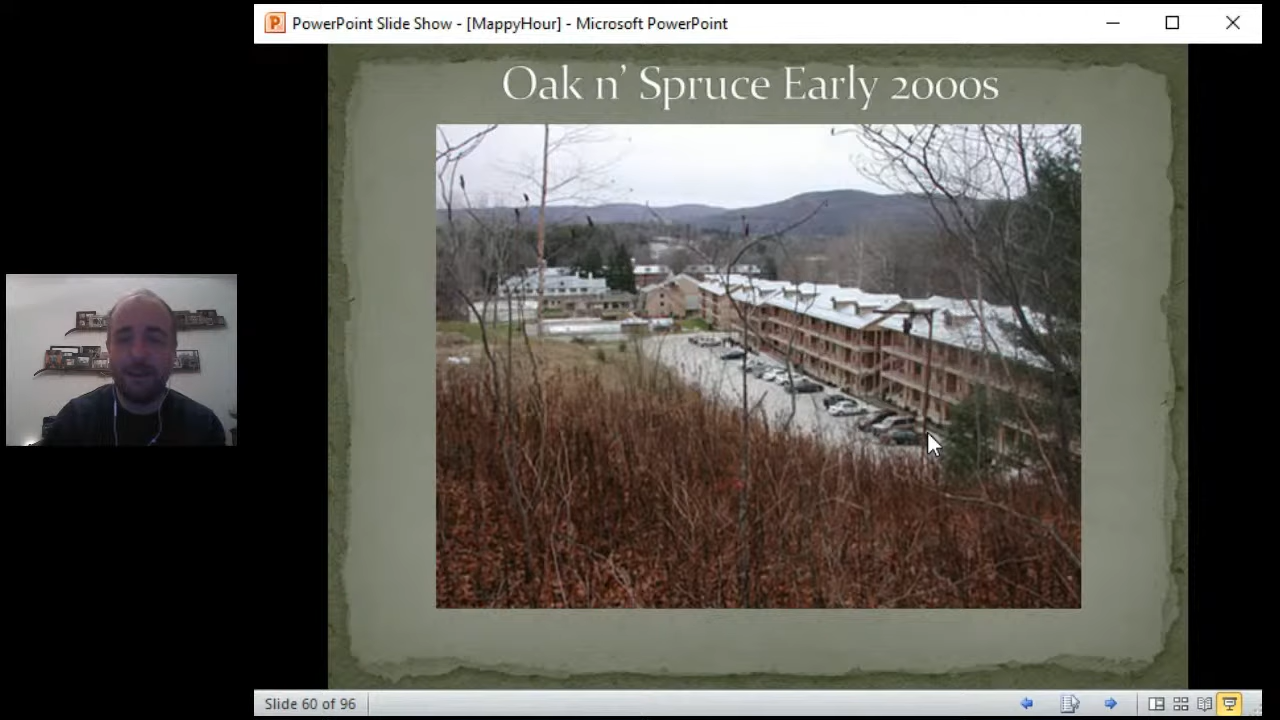 PowerPoint Slide Show - [MappyHour] - Microsoft PowerPoint
Oak n’ Spruce Early 2000s
Slide 60 of 96